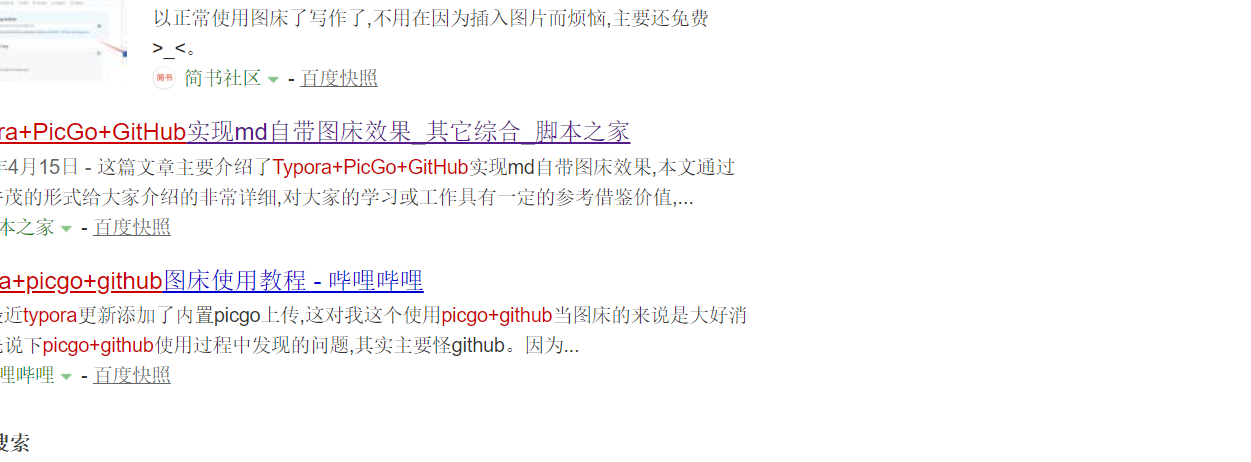 以正常使用图床了写作了,不用在因为插入图片而烦恼,主要还免费
>_<。
简书 简书社区 - 百度快照
ra+PicGo+GitHub实现md自带图床效果_其它综合_脚本之家
年4月15日 - 这篇文章主要介绍了Typora+PicGo+GitHub实现md自带图床效果,本文通过
并茂的形式给大家介绍的非常详细,对大家的学习或工作具有一定的参考借鉴价值,...
本之家 - 百度快照
a+picgo+github图床使用教程 - 哔哩哔哩
最近typora更新添加了内置picgo上传,这对我这个使用picgo+github当图床的来说是大好消
先说下picgo+github使用过程中发现的问题,其实主要怪github。因为...
哩哔哩 - 百度快照
搜索